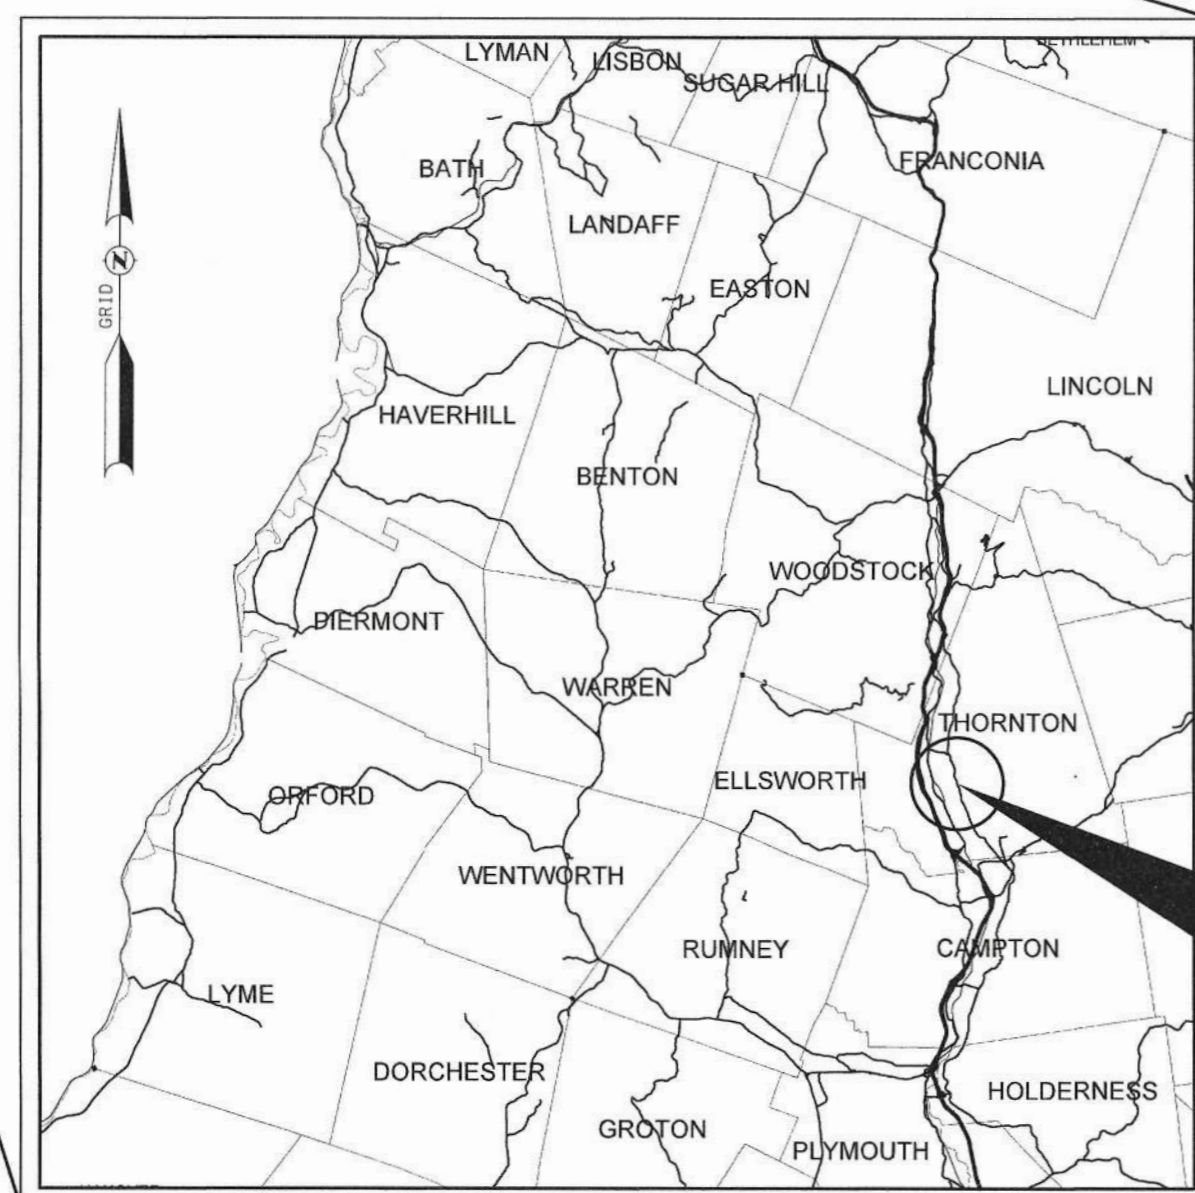 LYMAN
LISBON
BETHLEHEM
SUGAR HILL
BATH
FRANCONIA
LANDAFF
EASTON
N
GRID
LINCOLN
HAVERHILL
BENTON
WOODSTOCK
PIERMONT
WARREN
THORNTON
ELLSWORTH
ORFORD
WENTWORTH
RUMNEY
CAMPTON
LYME
DORCHESTER
HOLDERNESS
GROTON
PLYMOUTH